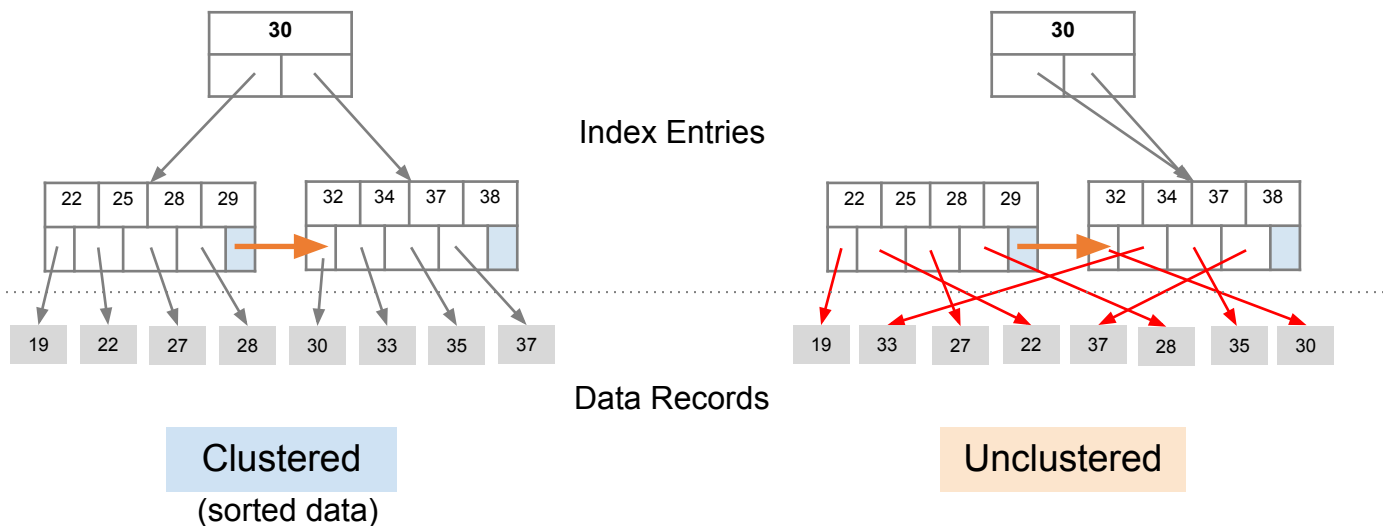 30
30
Index Entries
22 25 28 29
32 34 37 38
22 25 28 29
32 34 37 38
19 22 27 28 30 33 35 37
19 33 27 22 37 28 35 30
Data Records
Clustered
(sorted data)
Unclustered